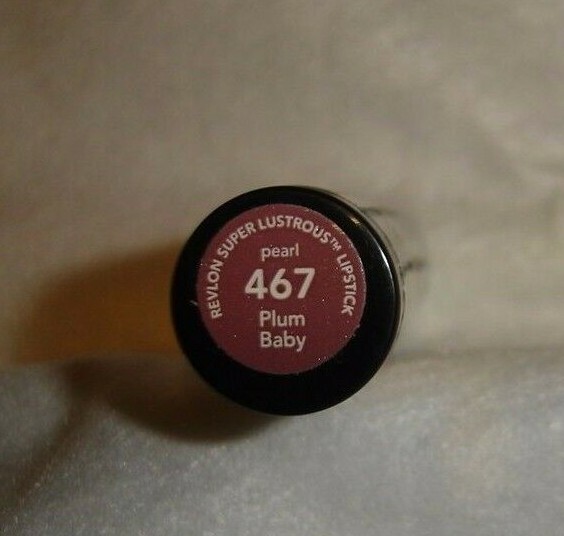 REVLON SUPER LUSTROUS™ LIPSTICK
pearl
467
Plum
Baby